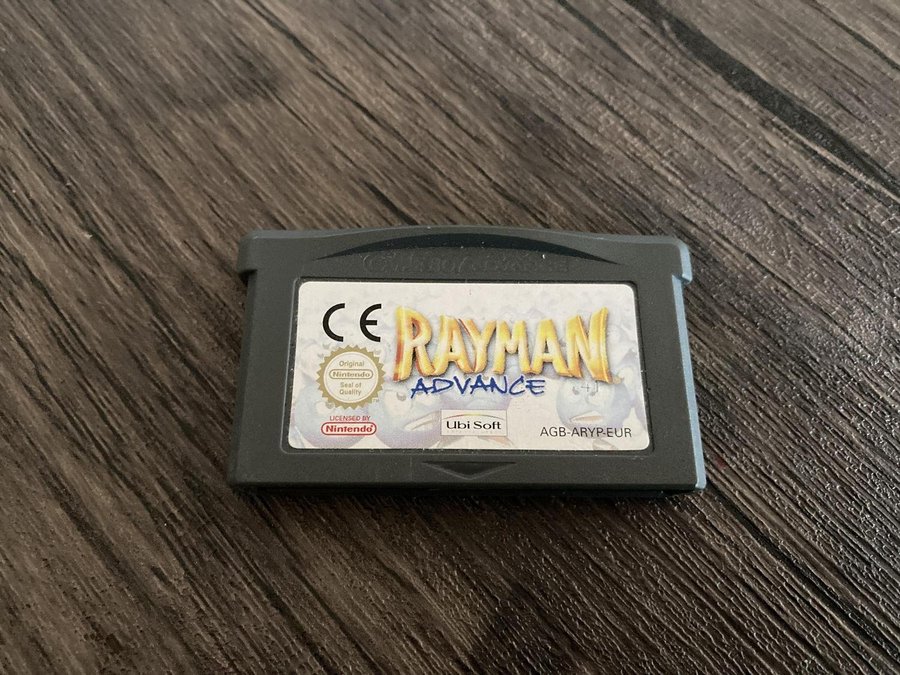 CE
RAYMAN
ADVANCE
Original
Nintendo
Seal of
Quality
LICENSED BY
Nintendo
Ubi Soft
AGB-ARYP-EUR